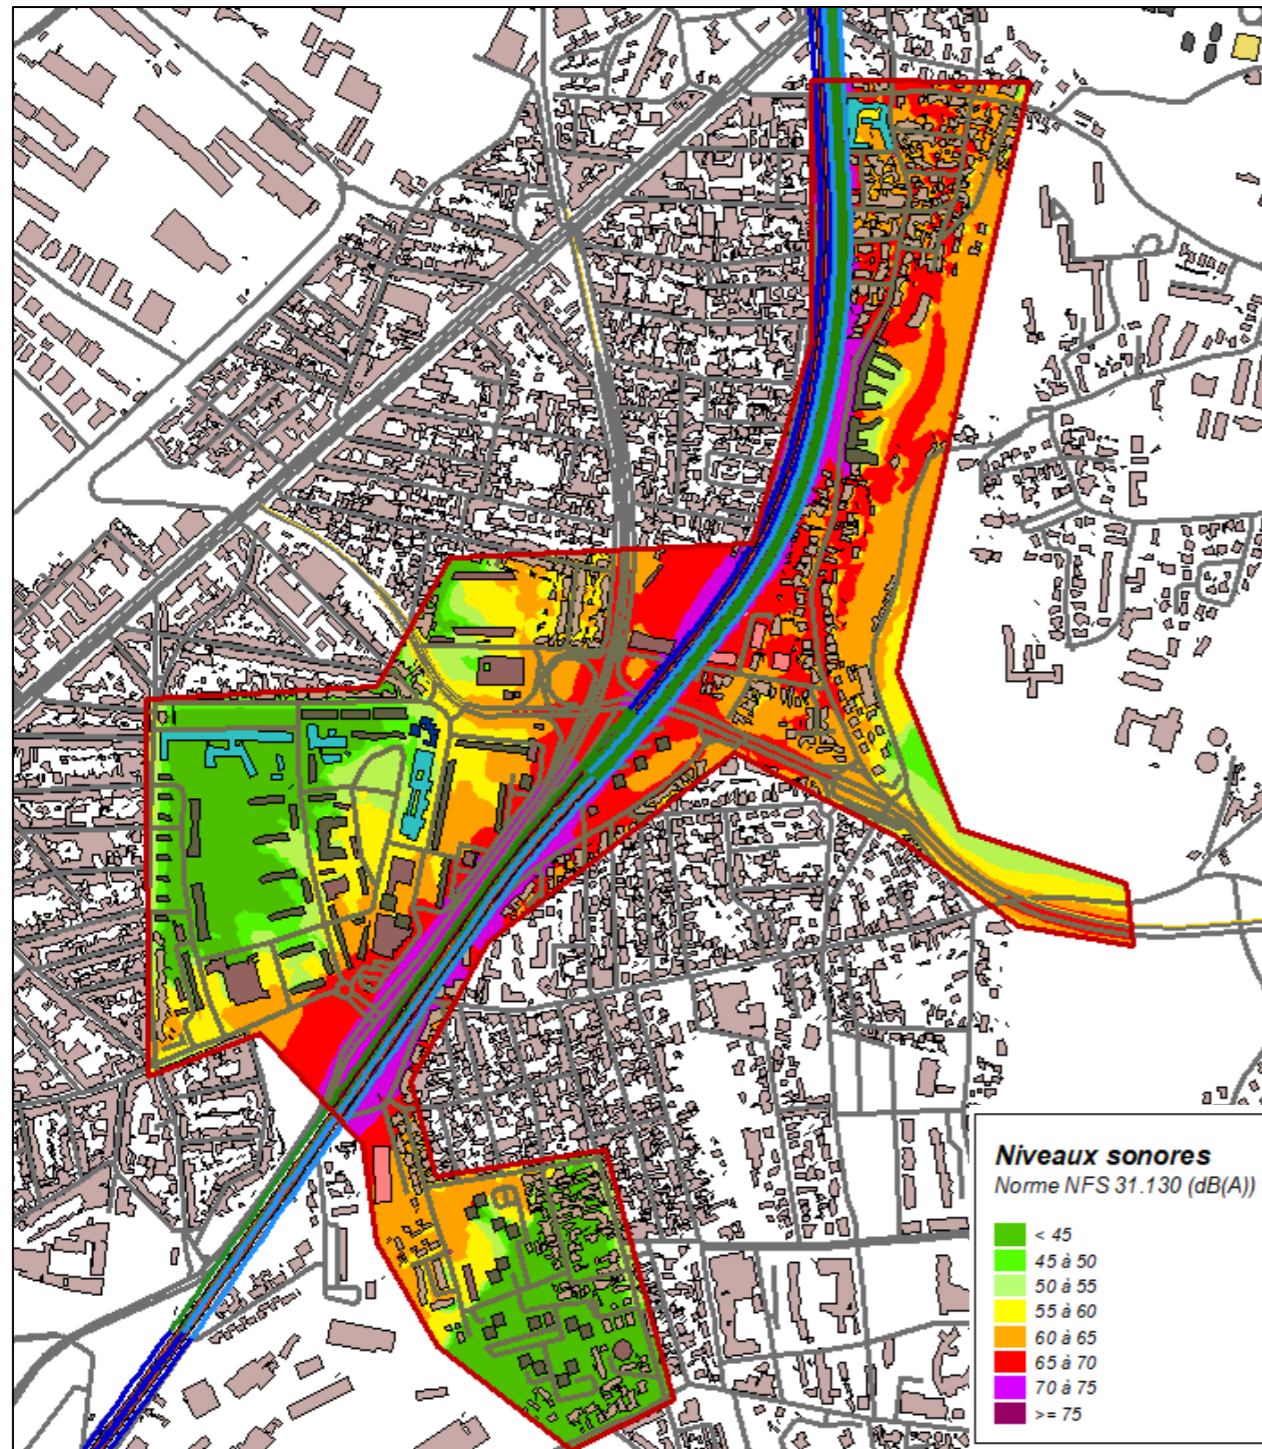 Niveaux sonores
Norme NFS 31.130 (dB(A))
< 45
45 à 50
50 à 55
55 à 60
60 à 65
65 à 70
70 à 75
>= 75